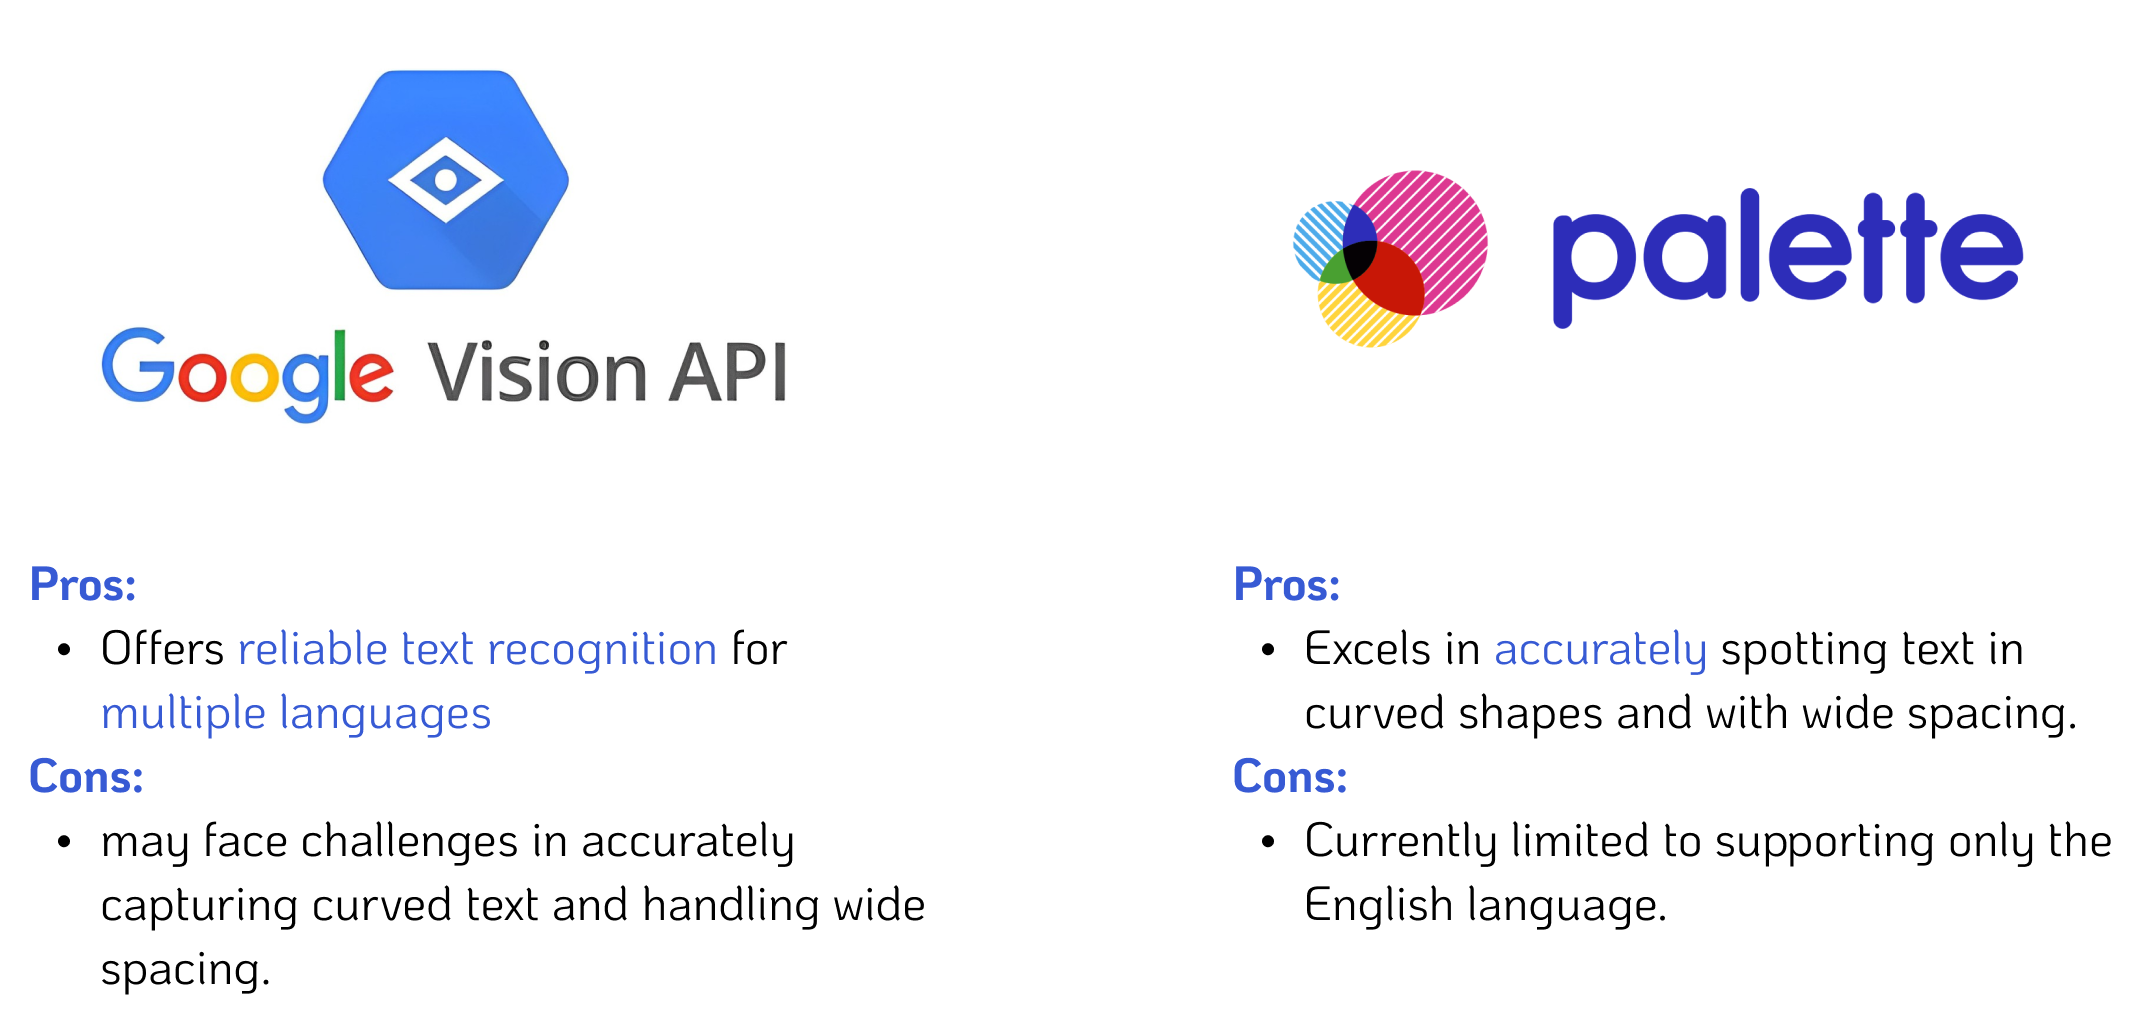 Google Vision API
palette
Pros:
• Offers reliable text recognition for
multiple languages
Cons:
• may face challenges in accurately
capturing curved text and handling wide
spacing.
Pros:
• Excels in accurately spotting text in
curved shapes and with wide spacing.
Cons:
• Currently limited to supporting only the
English language.